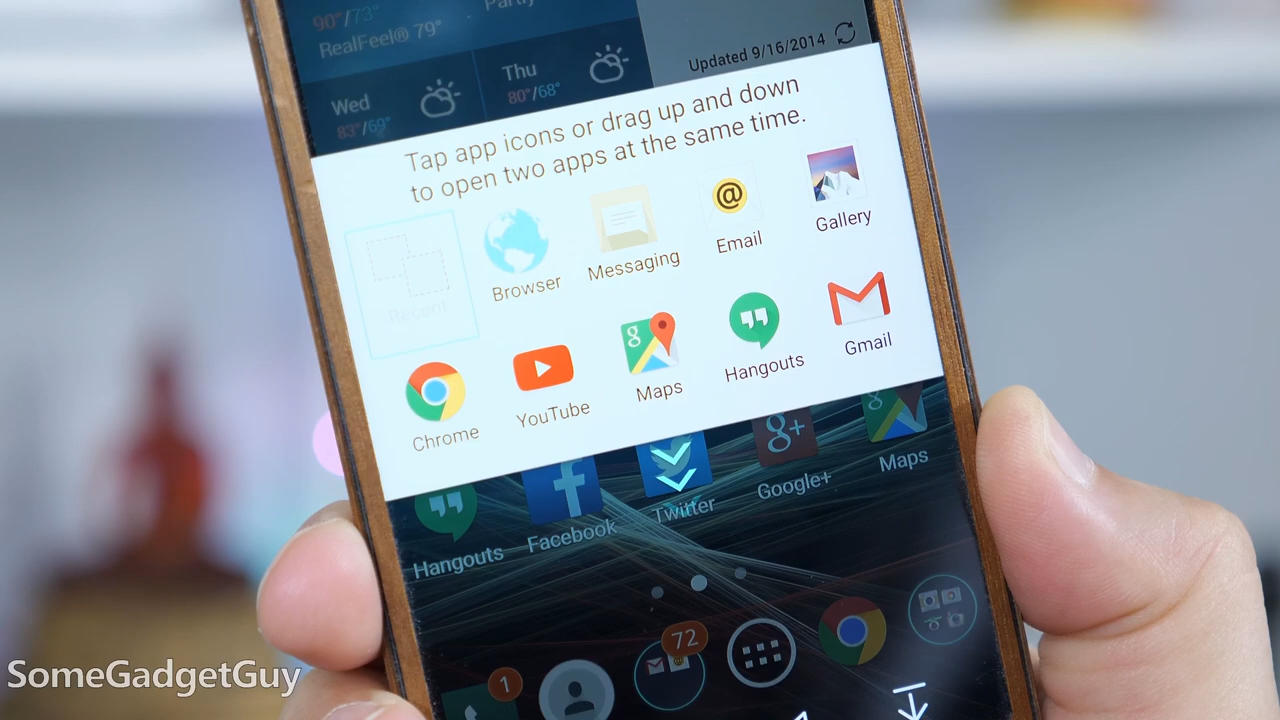 90°/73°
Partly
RealFeel® 79°
Updated 9/16/2014
Wed
83°/69°
Thu
80°/68°
Tap app icons or drag up and down
to open two apps at the same time.
Recent
Browser
Messaging
@
Email
Gallery
Chrome
YouTube
g
Maps
Hangouts
Gmail
Hangouts
f
Facebook
Twitter
g+
Google+
g
Maps
1
72
SomeGadgetGuy